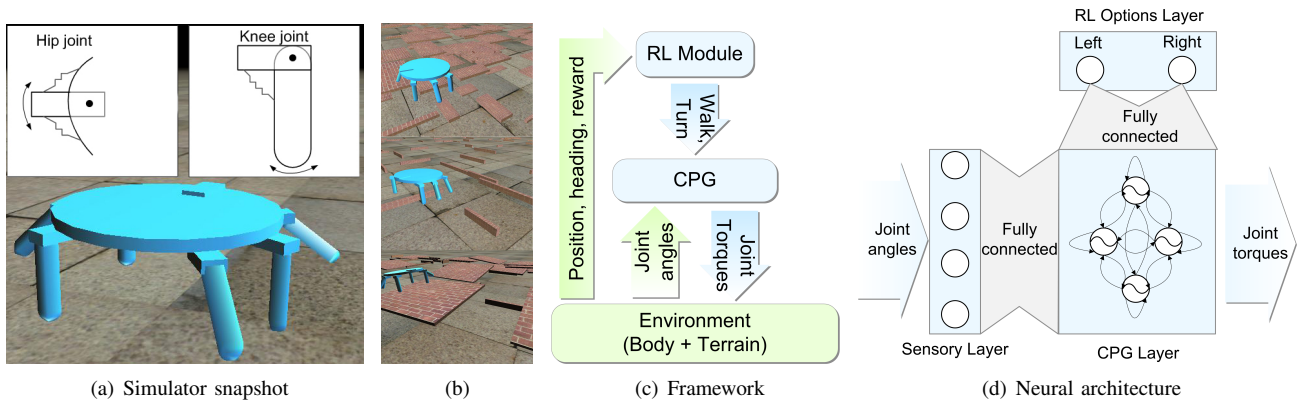 Hip joint
Knee joint
(a) Simulator snapshot
(b)
Position, heading, reward
RL Module
Walk,
Turn
CPG
Joint
angles
Joint
Torques
Environment
(Body + Terrain)
(c) Framework
RL Options Layer
Left
Right
Fully
connected
Joint
angles
Fully
connected
Joint
torques
Sensory Layer
CPG Layer
(d) Neural architecture